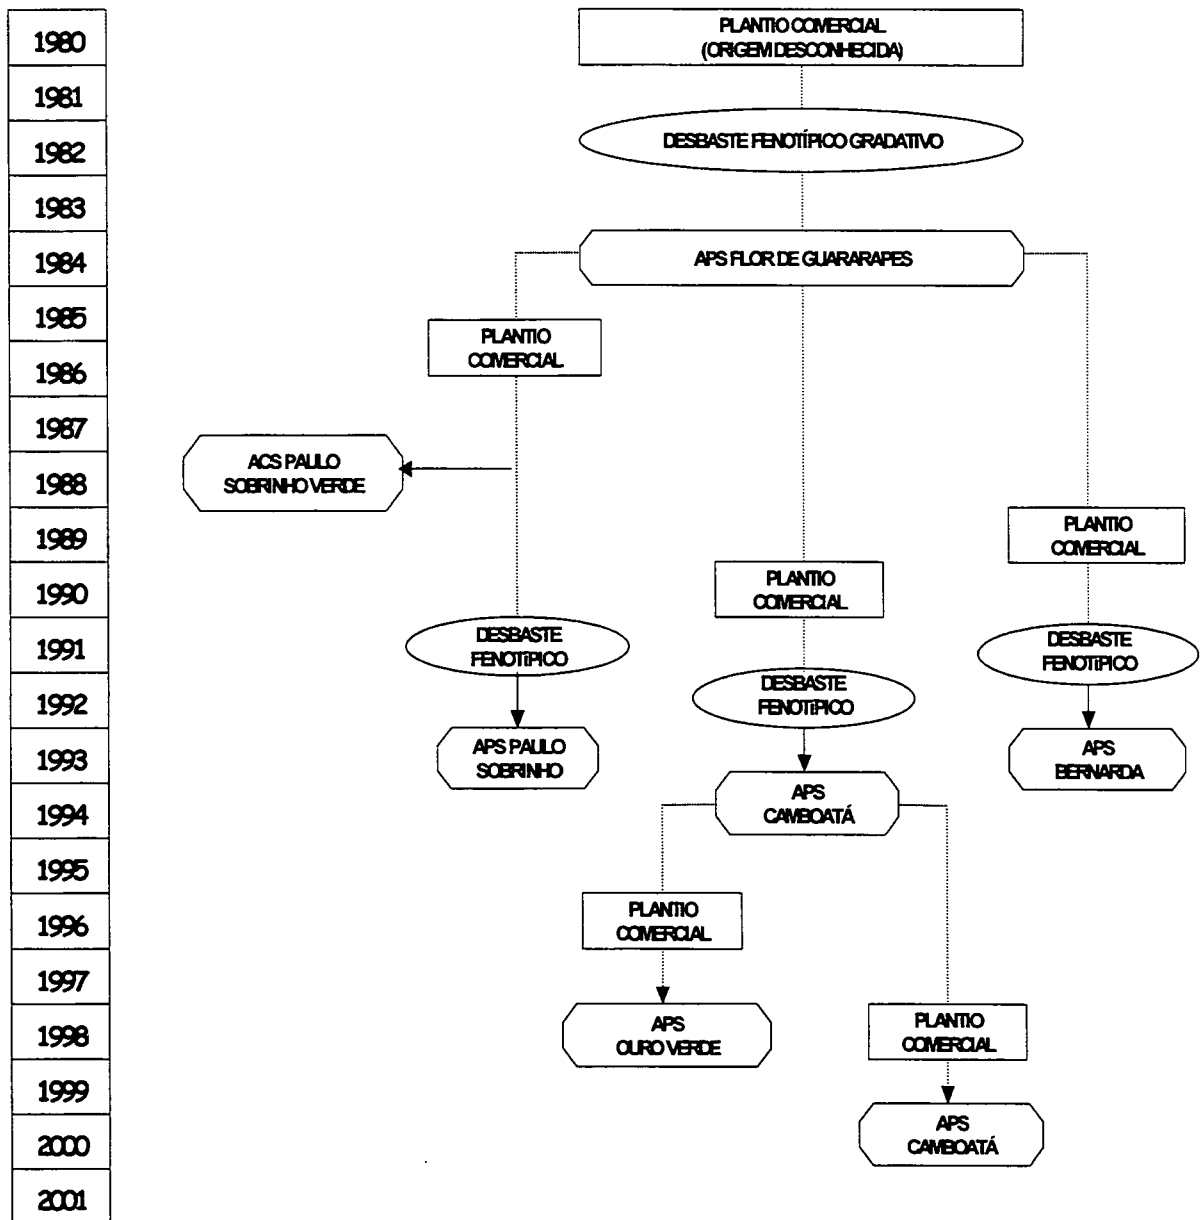 1980
1981
1982
1983
1984
1985
1986
1987
1988
1989
1990
1991
1992
1993
1994
1995
1996
1997
1998
1999
2000
2001
PLANTIO COMERCIAL
(ORIGEM DESCONHECIDA)
DESBASTE FENOTÍPICO GRADATIVO
APS FLOR DE GUARARAPES
PLANTIO
COMERCIAL
ACS PAULO
SOBRINHO VERDE
DESBASTE
FENOTÍPICO
APS PAULO
SOBRINHO
PLANTIO
COMERCIAL
DESBASTE
FENOTÍPICO
APS
CAMBOATÁ
PLANTIO
COMERCIAL
DESBASTE
FENOTÍPICO
APS
BERNARDA
PLANTIO
COMERCIAL
APS
OURO VERDE
PLANTIO
COMERCIAL
APS
CAMBOATÁ